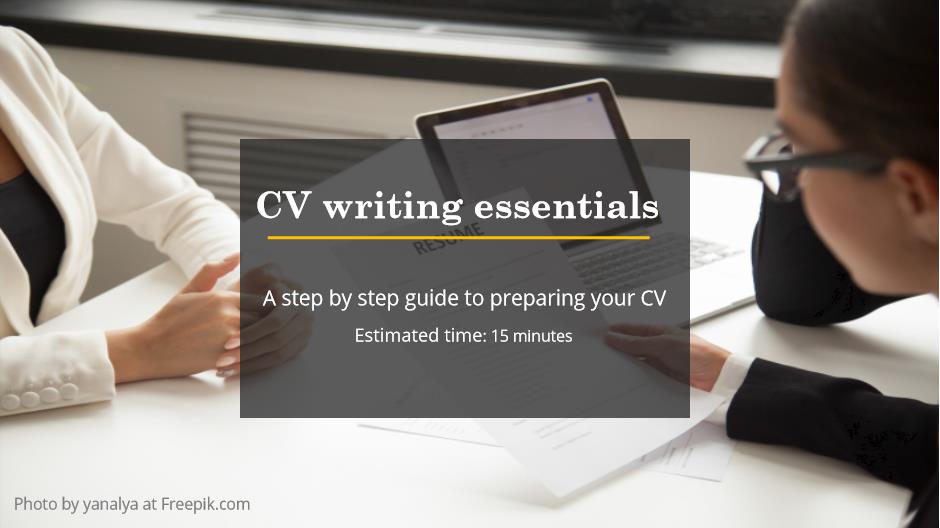 CV writing essentials
RESUME
A step by step guide to preparing your CV
Estimated time: 15 minutes
Photo by yanalya at Freepik.com